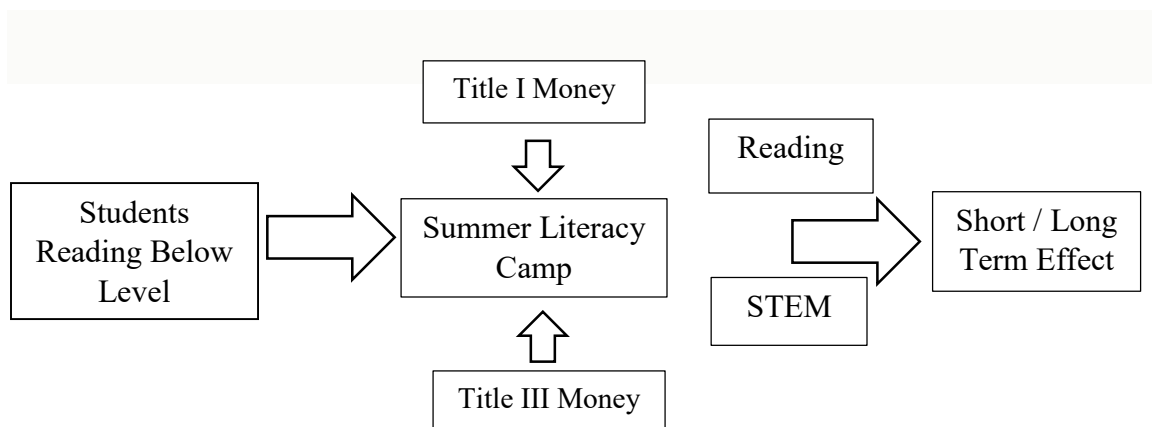 Title I Money
Reading
Students
Reading Below
Level
Summer Literacy
Camp
Short / Long
Term Effect
STEM
Title III Money